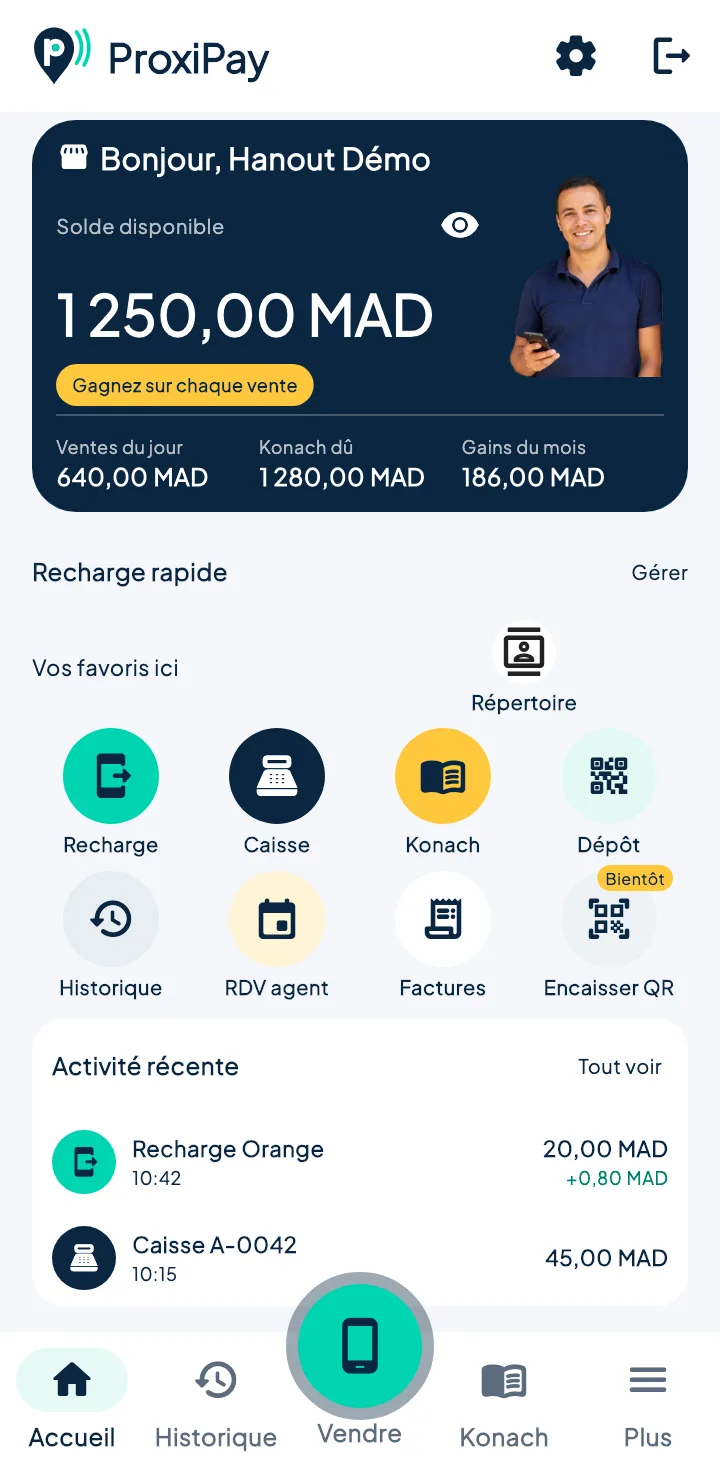 ProxiPay
Bonjour, Hanout Démo
Solde disponible
1 250,00 MAD
Gagnez sur chaque vente
Ventes du jour Konach dû Gains du mois
640,00 MAD 1 280,00 MAD 186,00 MAD
Recharge rapide Gérer
Vos favoris ici
Répertoire
Recharge Caisse Konach Dépôt
Bientôt
Historique RDV agent Factures Encaisser QR
Activité récente Tout voir
Recharge Orange 20,00 MAD
10:42 +0,80 MAD
Caisse A-0042 45,00 MAD
10:15
Accueil Historique Vendre Konach Plus